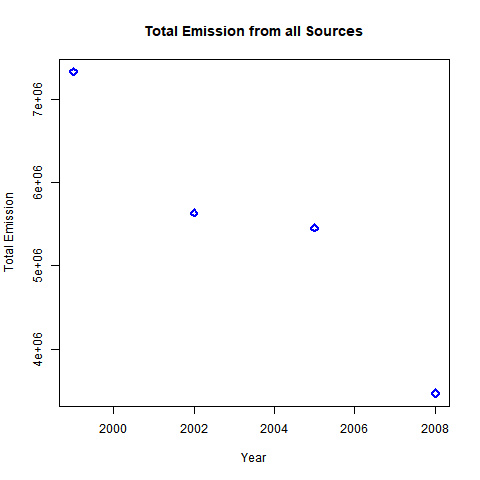 Total Emission from all Sources
Total Emission
7e+06
6e+06
5e+06
4e+06
2000 2002 2004 2006 2008
Year